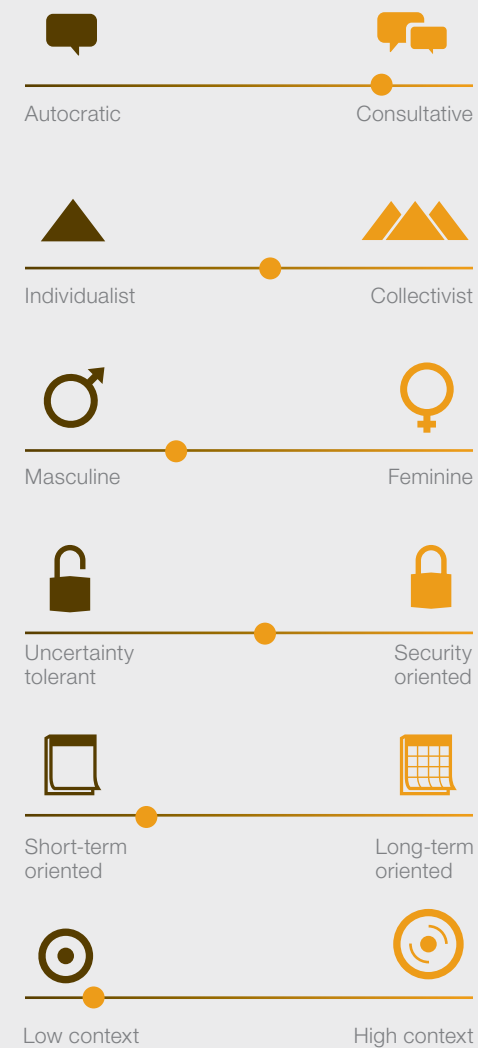 Autocratic
Consultative
Individualist
Collectivist
Masculine
Feminine
Uncertainty
tolerant
Security
oriented
Short-term
oriented
Long-term
oriented
Low context
High context